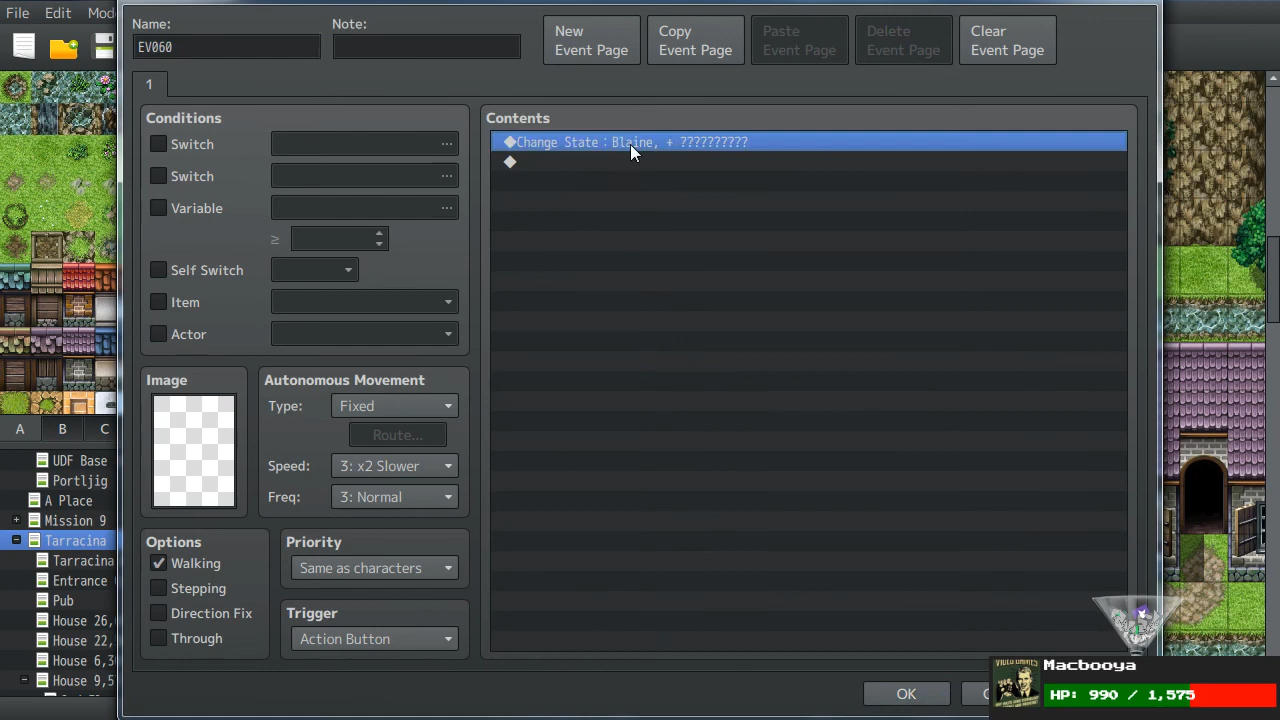 File Edit Mod
Name:
Note:
EV060
New
Event Page
Copy
Event Page
Paste
Event Page
Delete
Event Page
Clear
Event Page
1
Conditions
Switch
...
Switch
...
Variable
...
≥
Self Switch
Item
Actor
Image
Autonomous Movement
Type: Fixed
Route...
Speed: 3: x2 Slower
Freq: 3: Normal
Options
Walking
Stepping
Direction Fix
Through
Priority
Same as characters
Trigger
Action Button
Contents
◆Change State：Blaine, + ??????????
◆
A B C
UDF Base
Portljig
A Place
Mission 9
Tarracina
Tarracina
Entrance
Pub
House 26,
House 22,
House 6,3
House 9,5
OK
VIDEO GAMES
Macbooya
HP: 990 / 1,575